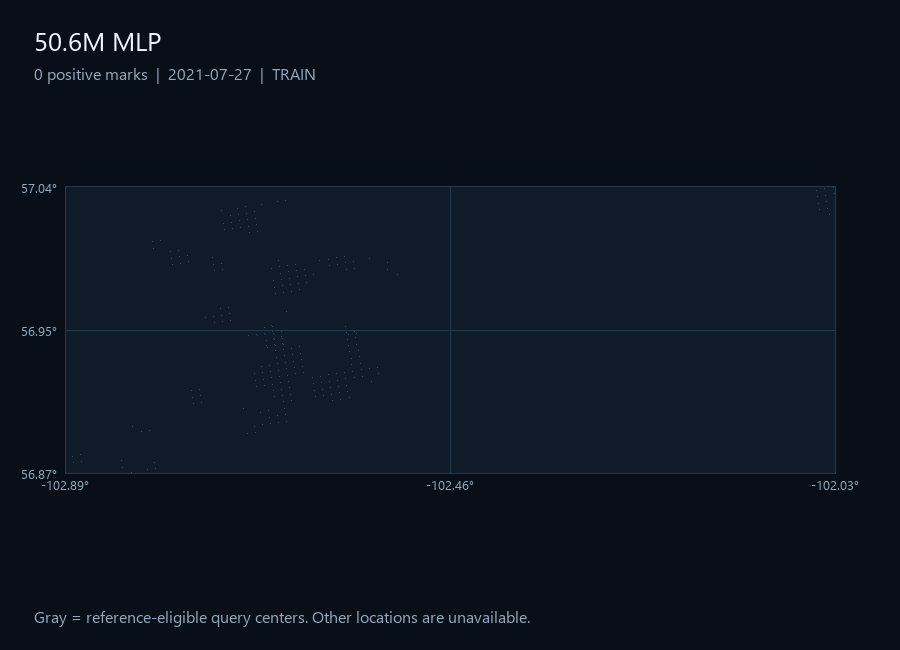 50.6M MLP
0 positive marks | 2021-07-27 | TRAIN
57.04°
56.95°
56.87°
-102.89° -102.46° -102.03°
Gray = reference-eligible query centers. Other locations are unavailable.